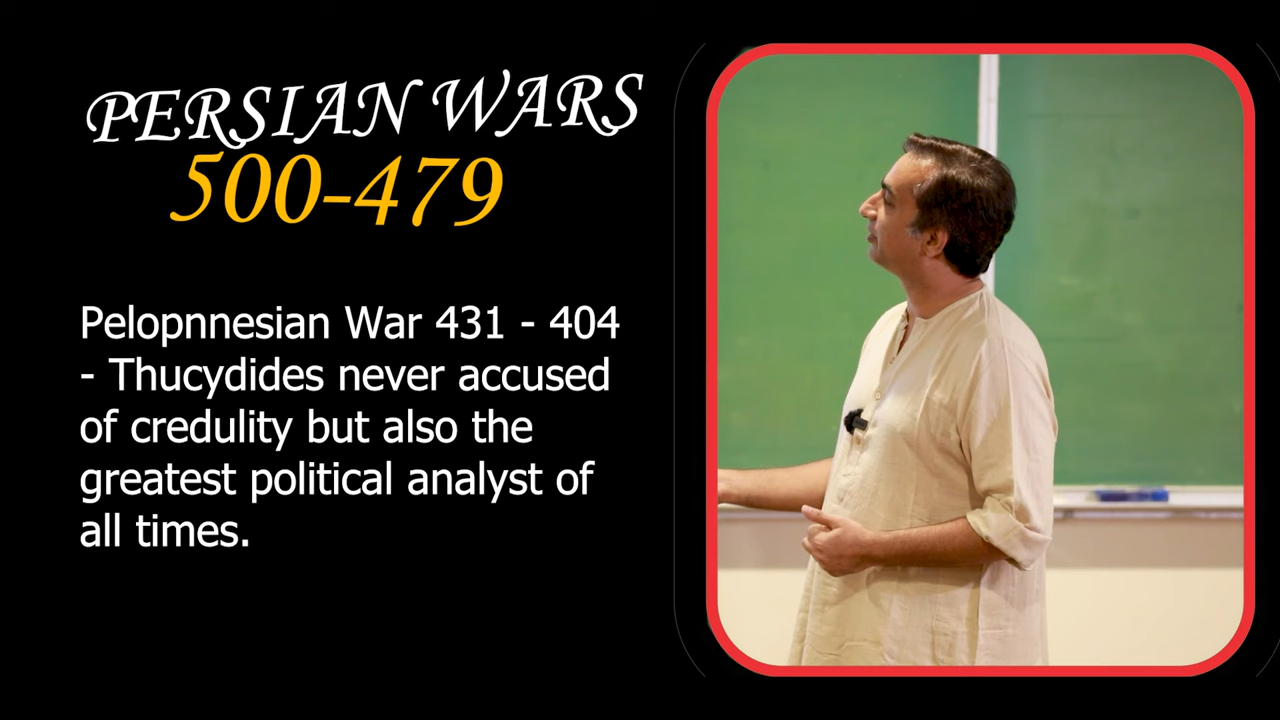 PERSIAN WARS
500-479
Pelopnnesian War 431 - 404
- Thucydides never accused
of credulity but also the
greatest political analyst of
all times.